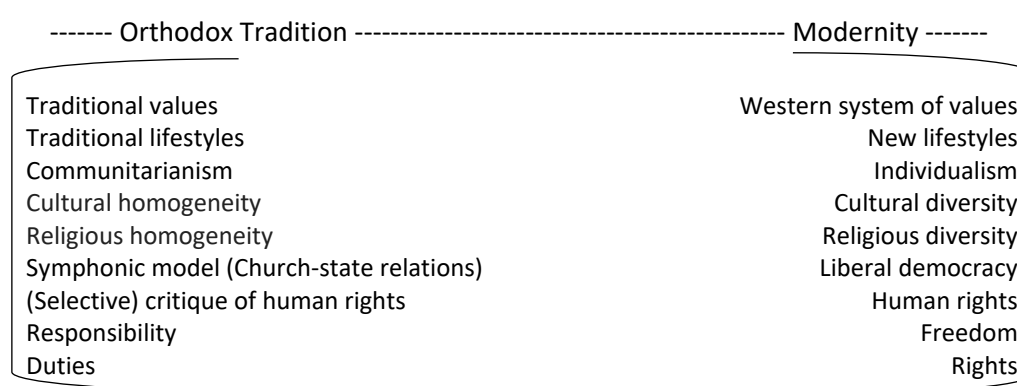 ------- Orthodox Tradition ------------------------------------------------ Modernity -------
Traditional values Western system of values
Traditional lifestyles New lifestyles
Communitarianism Individualism
Cultural homogeneity Cultural diversity
Religious homogeneity Religious diversity
Symphonic model (Church-state relations) Liberal democracy
(Selective) critique of human rights Human rights
Responsibility Freedom
Duties Rights